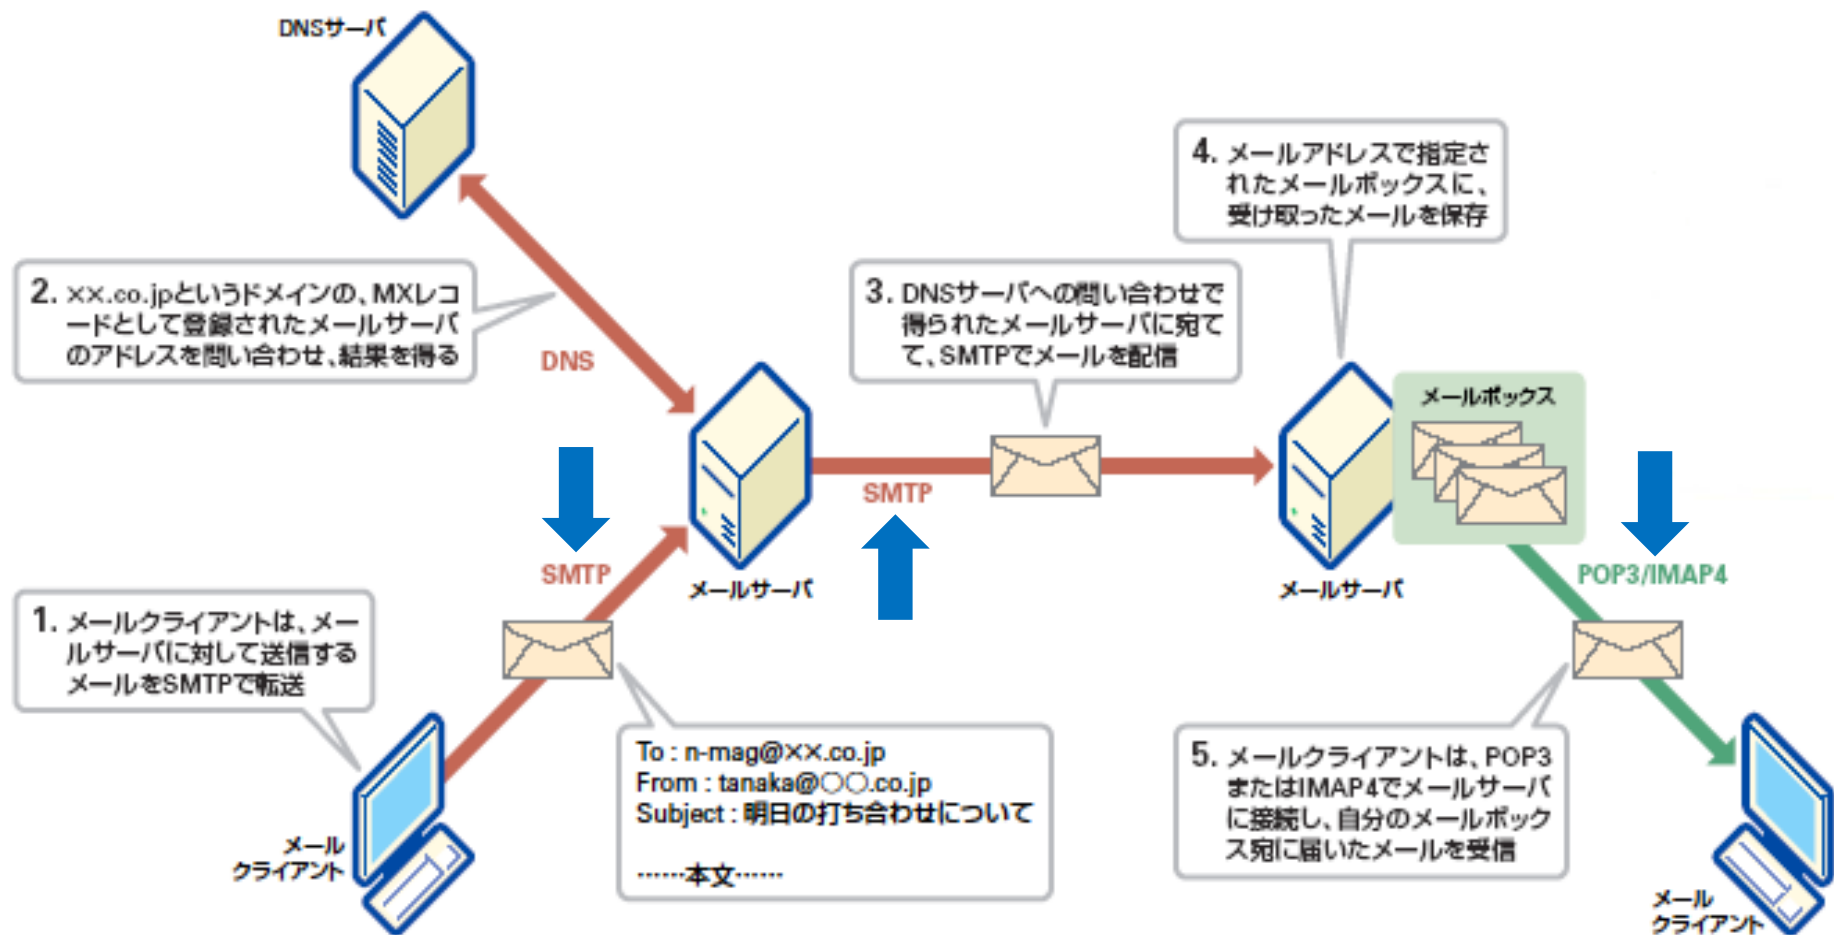 DNSサーバ
4. メールアドレスで指定さ
れたメールボックスに、
受け取ったメールを保存
2. ××.co.jpというドメインの、MXレコ
ードとして登録されたメールサーバ
のアドレスを問い合わせ、結果を得る
DNS
3. DNSサーバへの問い合わせで
得られたメールサーバに宛て
て、SMTPでメールを配信
メールボックス
SMTP
SMTP
POP3/IMAP4
メールサーバ
メールサーバ
1. メールクライアントは、メー
ルサーバに対して送信する
メールをSMTPで転送
To : n-mag@××.co.jp
From : tanaka@○○.co.jp
Subject : 明日の打ち合わせについて
……本文……
5. メールクライアントは、POP3
またはIMAP4でメールサーバ
に接続し、自分のメールボック
ス宛に届いたメールを受信
メール
クライアント
メール
クライアント